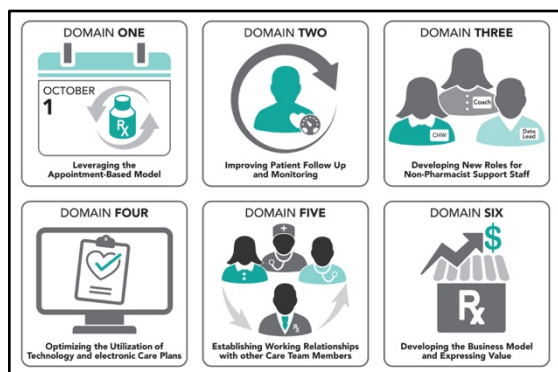 DOMAIN ONE
OCTOBER
1
Rx
Leveraging the
Appointment-Based Model
DOMAIN TWO
Improving Patient Follow Up
and Monitoring
DOMAIN THREE
Coach
CHW
Data
Lead
Developing New Roles for
Non-Pharmacist Support Staff
DOMAIN FOUR
Optimizing the Utilization of
Technology and electronic Care Plans
DOMAIN FIVE
Rx
Establishing Working Relationships
with other Care Team Members
DOMAIN SIX
$
Rx
Developing the Business Model
and Expressing Value